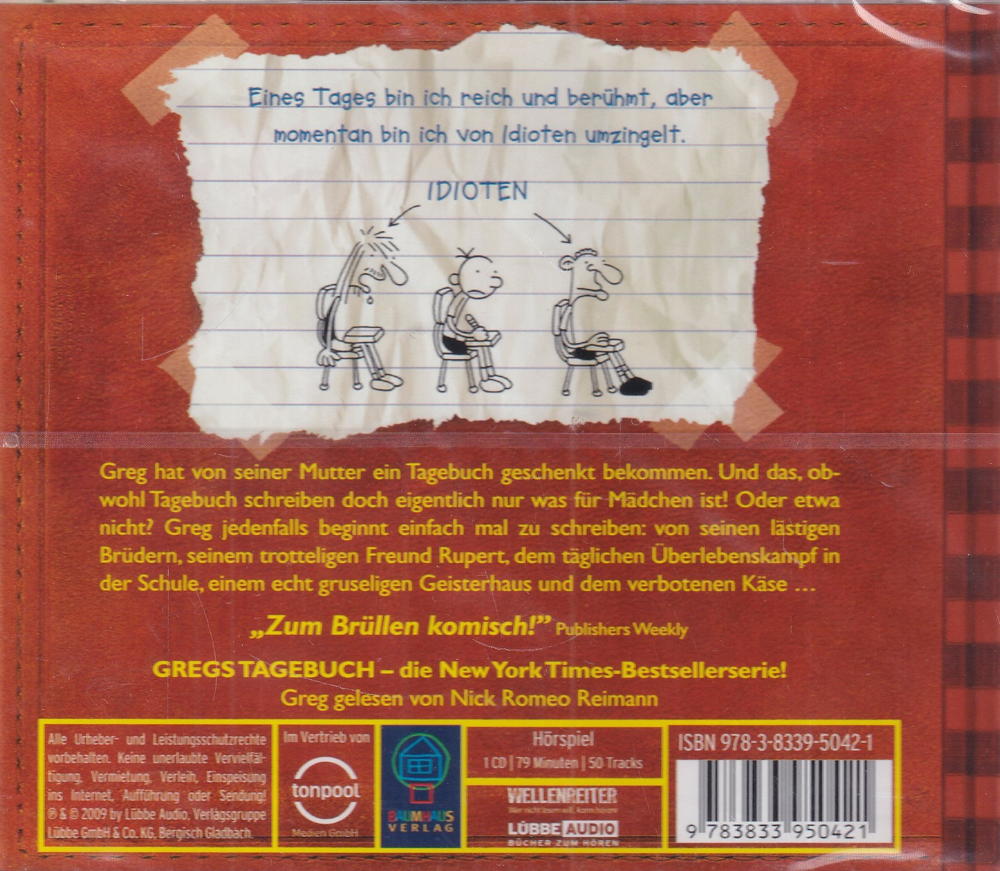 Eines Tages bin ich reich und berühmt, aber
momentan bin ich von Idioten umzingelt.
IDIOTEN
Greg hat von seiner Mutter ein Tagebuch geschenkt bekommen. Und das, ob-
wohl Tagebuch schreiben doch eigentlich nur was für Mädchen ist! Oder etwa
nicht? Greg jedenfalls beginnt einfach mal zu schreiben: von seinen lästigen
Brüdern, seinem trotteligen Freund Rupert, dem täglichen Überlebenskampf in
der Schule, einem echt gruseligen Geisterhaus und dem verbotenen Käse ...
„Zum Brüllen komisch!” Publishers Weekly
GREGS TAGEBUCH – die New York Times-Bestsellerserie!
Greg gelesen von Nick Romeo Reimann
Alle Urheber- und Leistungsschutzrechte
vorbehalten. Keine unerlaubte Vervielfäl-
tigung, Vermietung, Verleih, Einspeisung
ins Internet, Aufführung oder Sendung!
℗ & © 2009 by Lübbe Audio, Verlagsgruppe
Lübbe GmbH & Co. KG, Bergisch Gladbach.
Im Vertrieb von
tonpool
Medien GmbH
BAUMHAUS
VERLAG
Hörspiel
1 CD | 79 Minuten | 50 Tracks
WELLENREITER
Wer nicht lesen will, kann hören!
LÜBBE AUDIO
BÜCHER ZUM HÖREN
ISBN 978-3-8339-5042-1
9 783833 950421